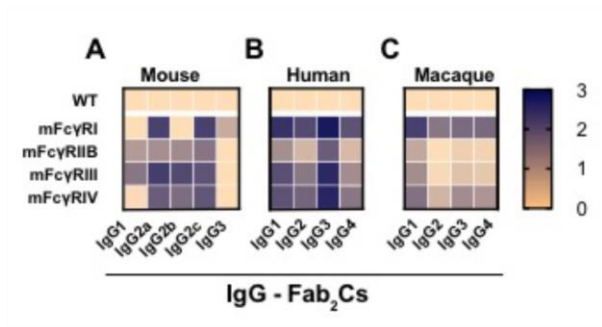 A B C
Mouse Human Macaque
WT
mFcγRI
mFcγRIIB
mFcγRIII
mFcγRIV
3
2
1
0
IgG1 IgG2a IgG2b IgG2c IgG3 IgG1 IgG2 IgG3 IgG4 IgG1 IgG2 IgG3 IgG4
IgG - Fab₂Cs